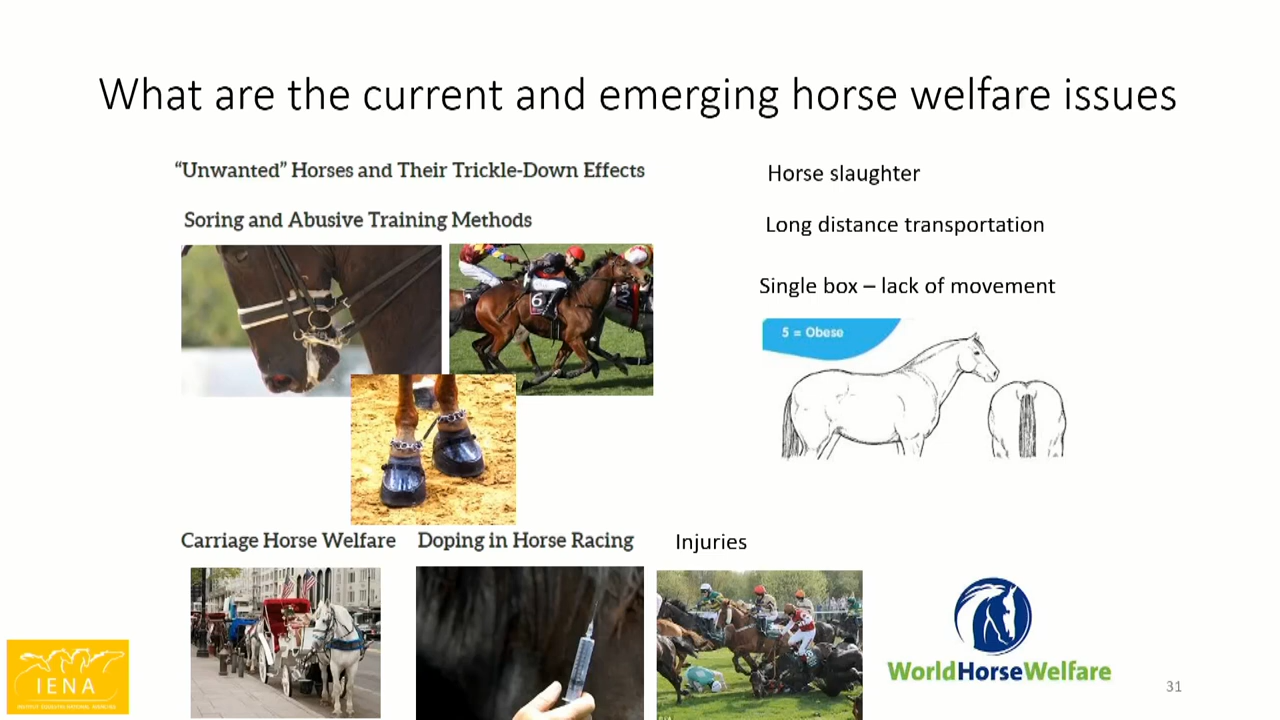 What are the current and emerging horse welfare issues
“Unwanted” Horses and Their Trickle-Down Effects
Horse slaughter
Soring and Abusive Training Methods
Long distance transportation
Single box – lack of movement
5 = Obese
6
Carriage Horse Welfare
Doping in Horse Racing
Injuries
IENA
WorldHorseWelfare
31